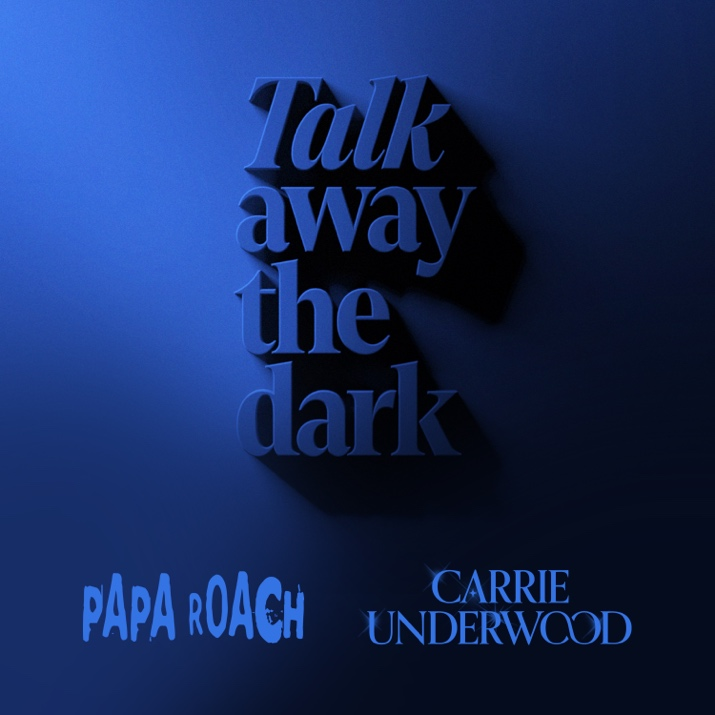 Talk
away
the
dark
PAPA ROACH
CARRIE
UNDERWOOD